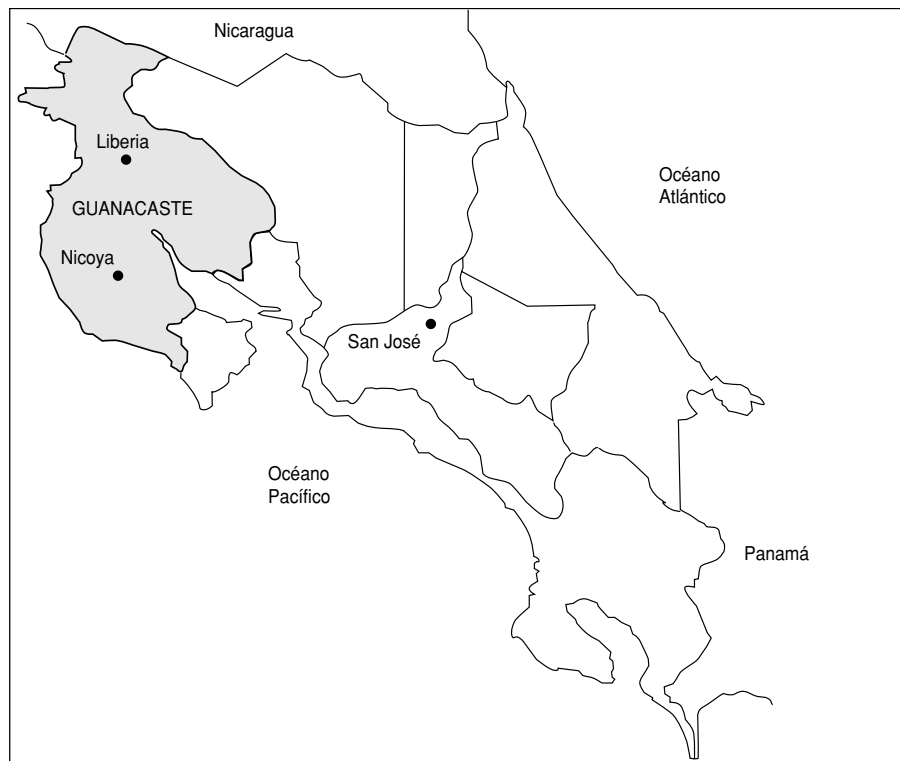 Nicaragua
Liberia
Océano
Atlántico
GUANACASTE
Nicoya
San José
Océano
Pacífico
Panamá